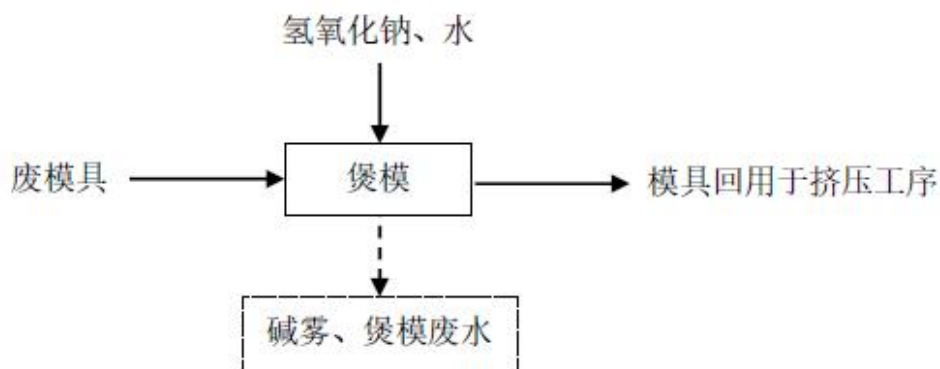 氢氧化钠、水
废模具
煲模
模具回用于挤压工序
碱雾、煲模废水